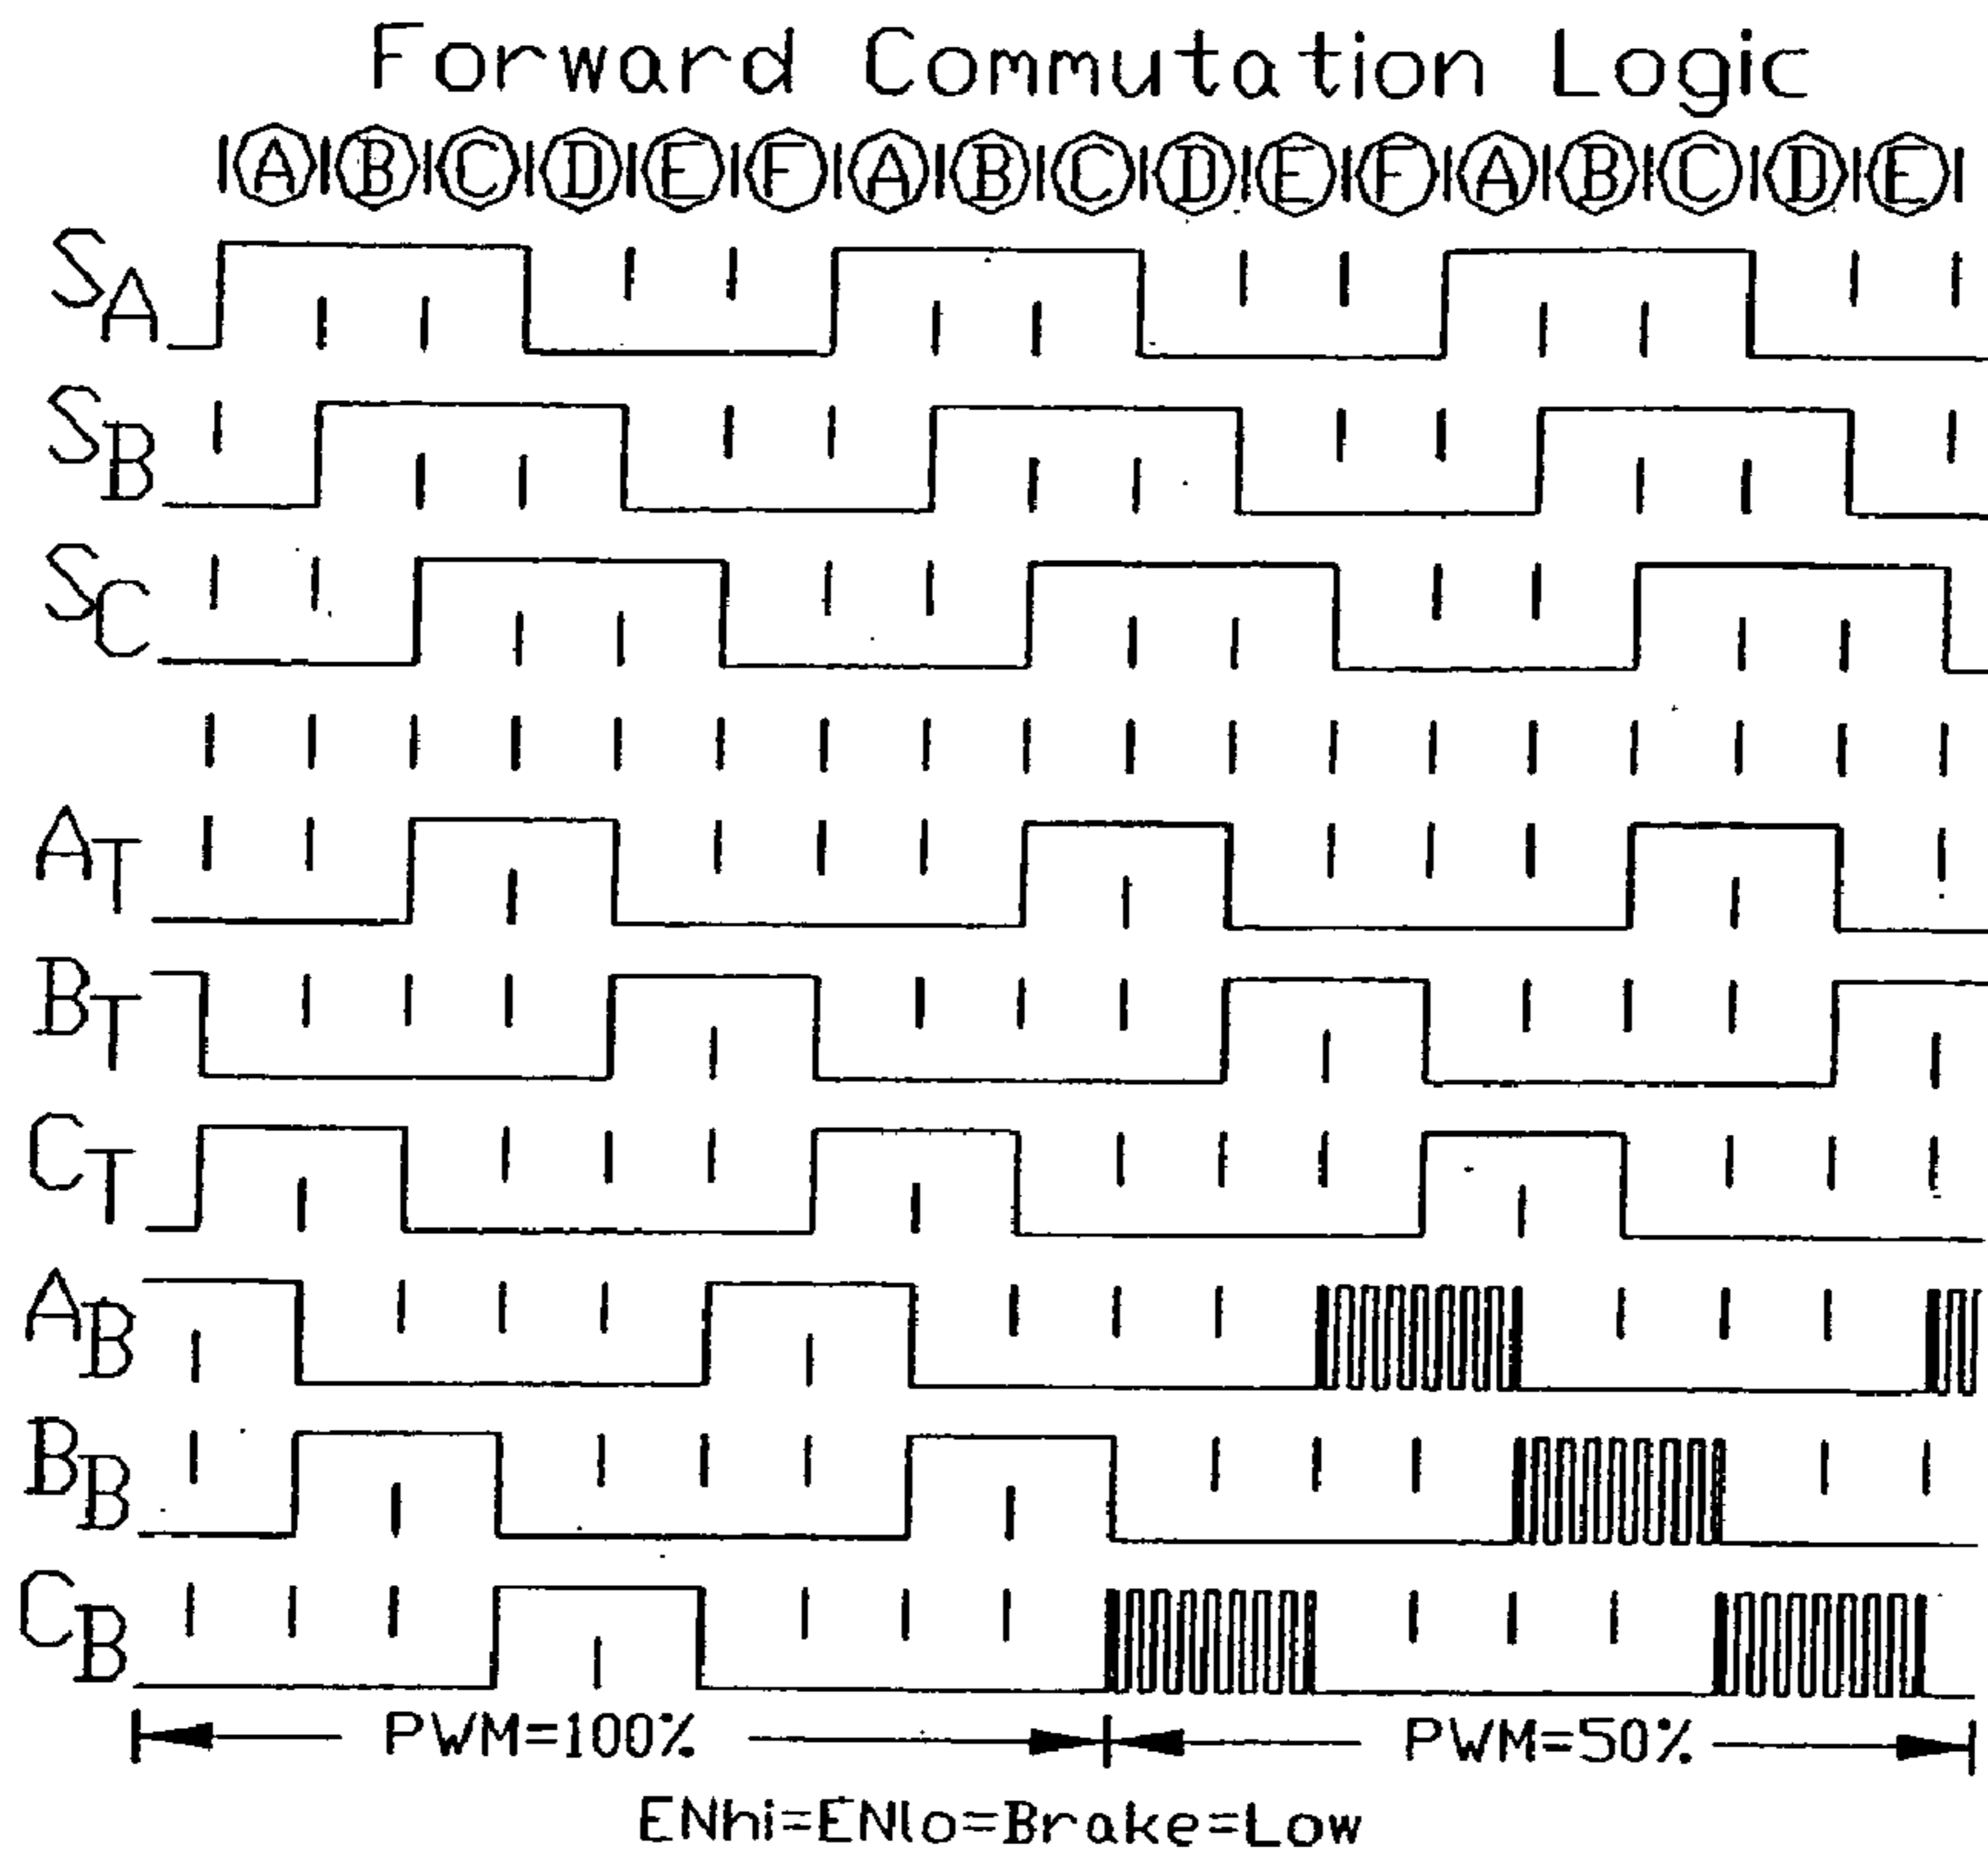 Forward Commutation Logic
A B C D E F A B C D E F A B C D E
SA
SB
SC
AT
BT
CT
AB
BB
CB
PWM=100% PWM=50%
ENhi=ENlo=Brake=Low